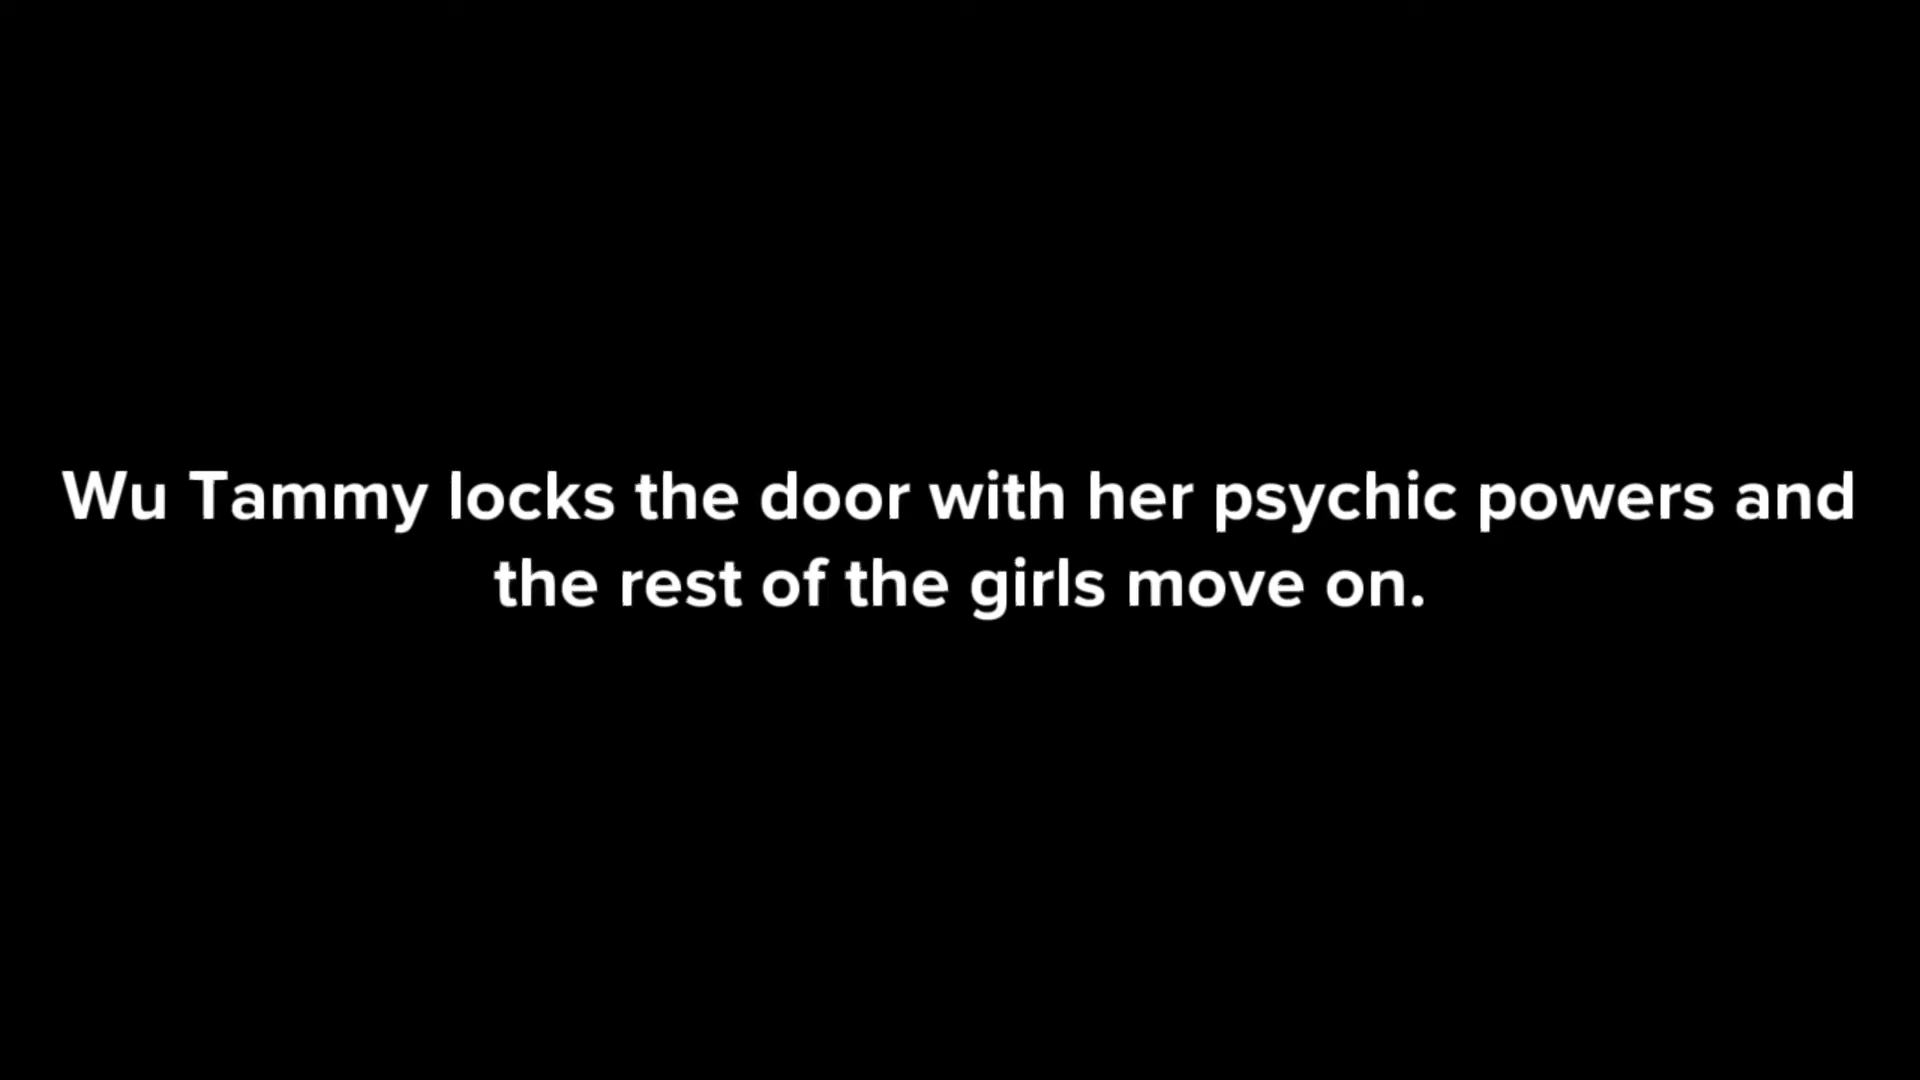 Wu Tammy locks the door with her psychic powers and
the rest of the girls move on.